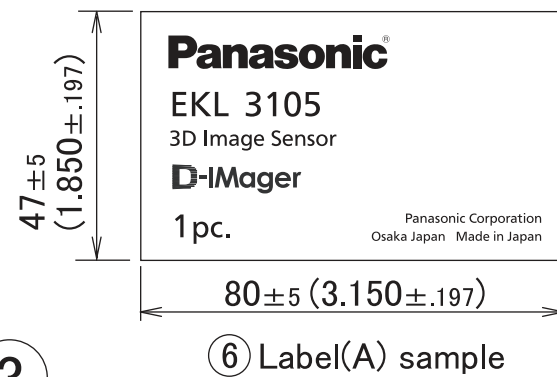 Panasonic®
EKL 3105
3D Image Sensor
D-IMager
1pc.
Panasonic Corporation
Osaka Japan Made in Japan
47±5
(1.850±.197)
80±5 (3.150±.197)
⑥ Label(A) sample